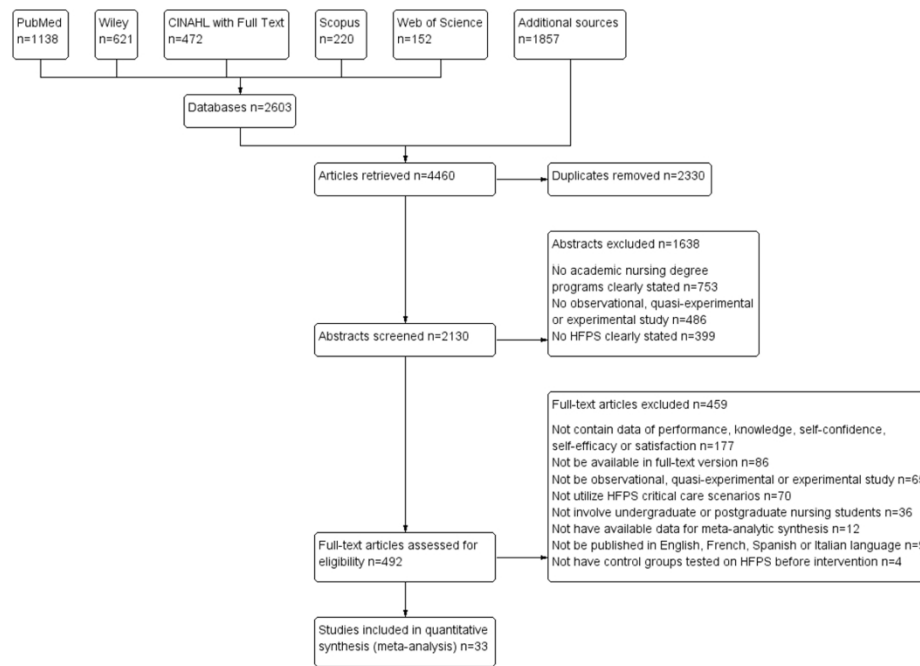 PubMed
n=1138
Wiley
n=621
CINAHL with Full Text
n=472
Scopus
n=220
Web of Science
n=152
Additional sources
n=1857
Databases n=2603
Articles retrieved n=4460
Duplicates removed n=2330
Abstracts excluded n=1638
No academic nursing degree
programs clearly stated n=753
No observational, quasi-experimental
or experimental study n=486
No HFPS clearly stated n=399
Abstracts screened n=2130
Full-text articles excluded n=459
Not contain data of performance, knowledge, self-confidence,
self-efficacy or satisfaction n=177
Not be available in full-text version n=86
Not be observational, quasi-experimental or experimental study
Not utilize HFPS critical care scenarios n=70
Not involve undergraduate or postgraduate nursing students n=36
Not have available data for meta-analytic synthesis n=12
Not be published in English, French, Spanish or Italian language
Not have control groups tested on HFPS before intervention n=4
Full-text articles assessed for
eligibility n=492
Studies included in quantitative
synthesis (meta-analysis) n=33